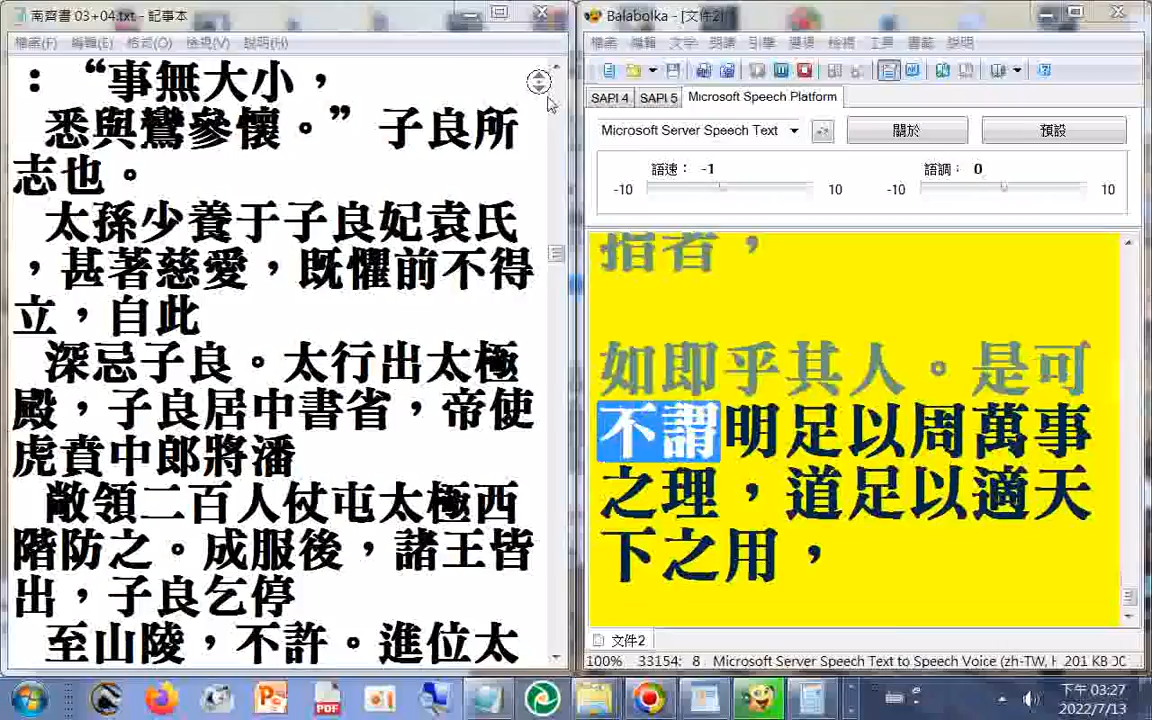 南齊書 03+04.txt - 記事本
檔案(F) 編輯(E) 格式(O) 檢視(V) 說明(H)
：“事無大小，
悉與鸞參懷。”子良所
志也。
太孫少養于子良妃袁氏
，甚著慈愛，既懼前不得
立，自此
深忌子良。太行出太極
殿，子良居中書省，帝使
虎賁中郎將潘
敞領二百人仗屯太極西
階防之。成服後，諸王皆
出，子良乞停
至山陵，不許。進位太
Balabolka - [文件2]
檔案 編輯 文字 朗讀 引擎 選項 檢視 工具 書籤 說明
SAPI 4 SAPI 5 Microsoft Speech Platform
Microsoft Server Speech Text 關於 預設
語速： -1 語調： 0
-10 10 -10 10
指者，
如即乎其人。是可
不謂明足以周萬事
之理，道足以適天
下之用，
文件2
100% 33154: 8 Microsoft Server Speech Text to Speech Voice (zh-TW, H 201 KB
PDF
下午 03:27
2022/7/13